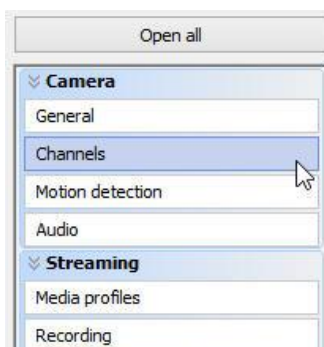 Open all
Camera
General
Channels
Motion detection
Audio
Streaming
Media profiles
Recording